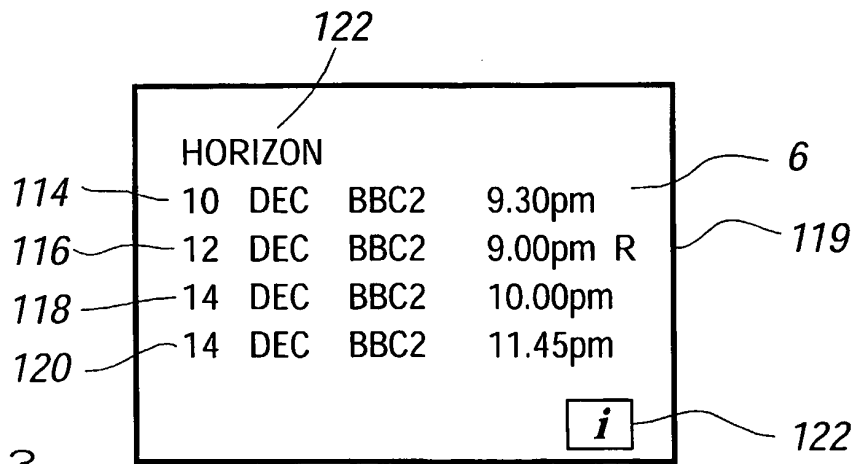 122
HORIZON
6
114 10 DEC BBC2 9.30pm
116 12 DEC BBC2 9.00pm R 119
118 14 DEC BBC2 10.00pm
120 14 DEC BBC2 11.45pm
i 122